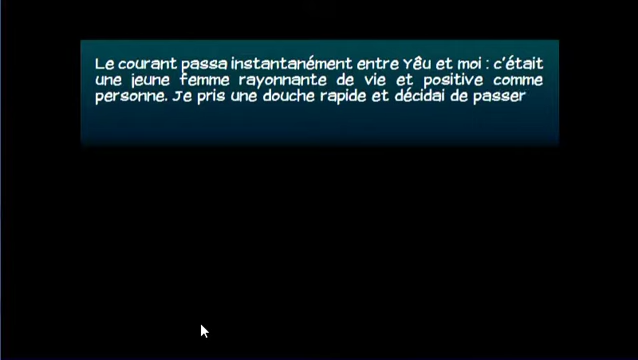 Le courant passa instantanément entre Yêu et moi : c'était
une jeune femme rayonnante de vie et positive comme
personne. Je pris une douche rapide et décidai de passer